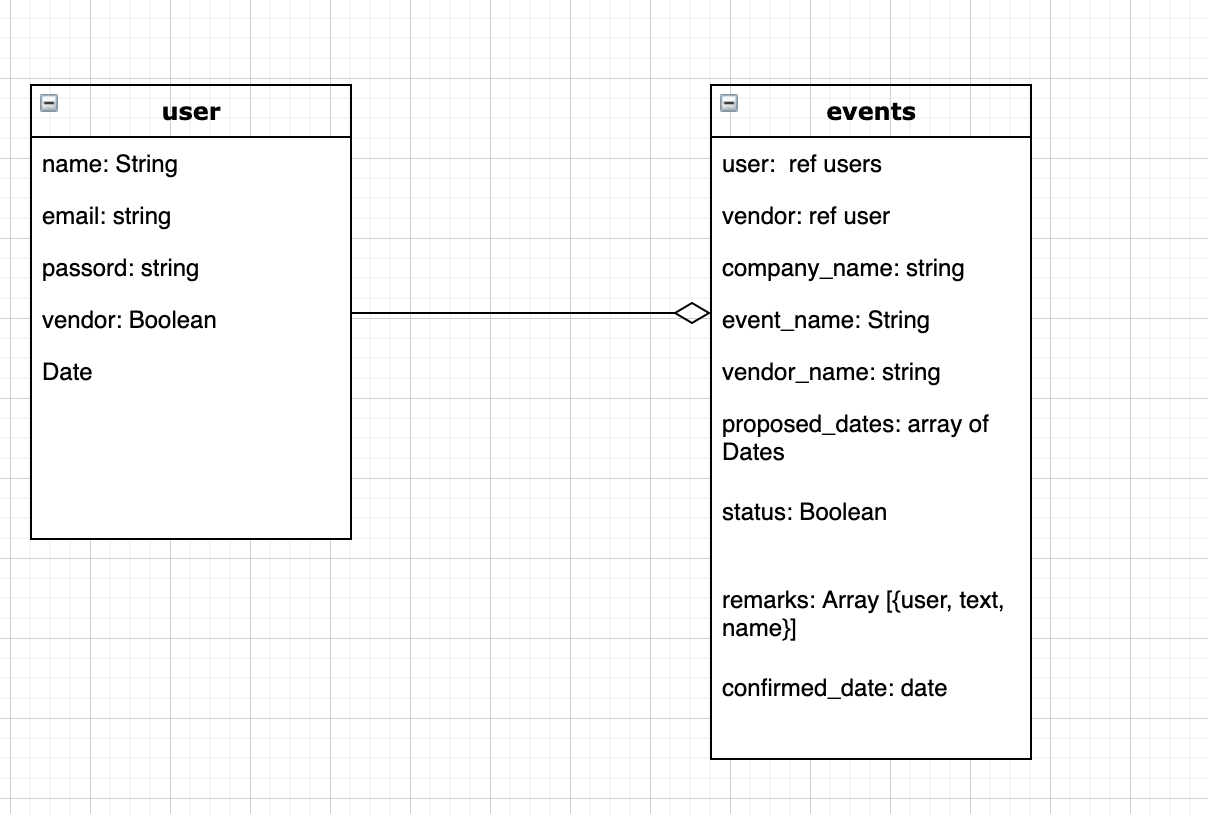 user
name: String
email: string
passord: string
vendor: Boolean
Date
events
user:  ref users
vendor: ref user
company_name: string
event_name: String
vendor_name: string
proposed_dates: array of
Dates
status: Boolean
remarks: Array [{user, text,
name}]
confirmed_date: date